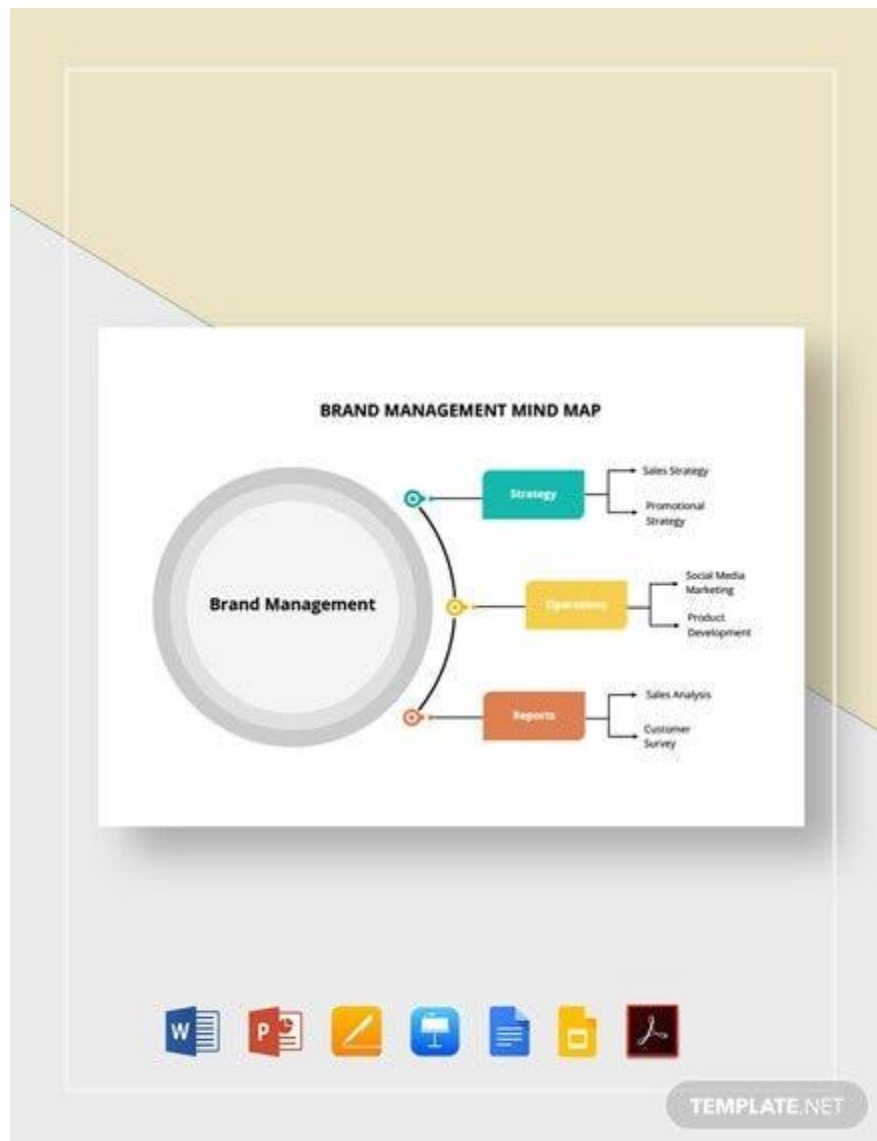 BRAND MANAGEMENT MIND MAP
Brand Management
Strategy
Sales Strategy
Promotional
Strategy
Operations
Social Media
Marketing
Product
Development
Reports
Sales Analysis
Customer
Survey
W
P
TEMPLATE.NET